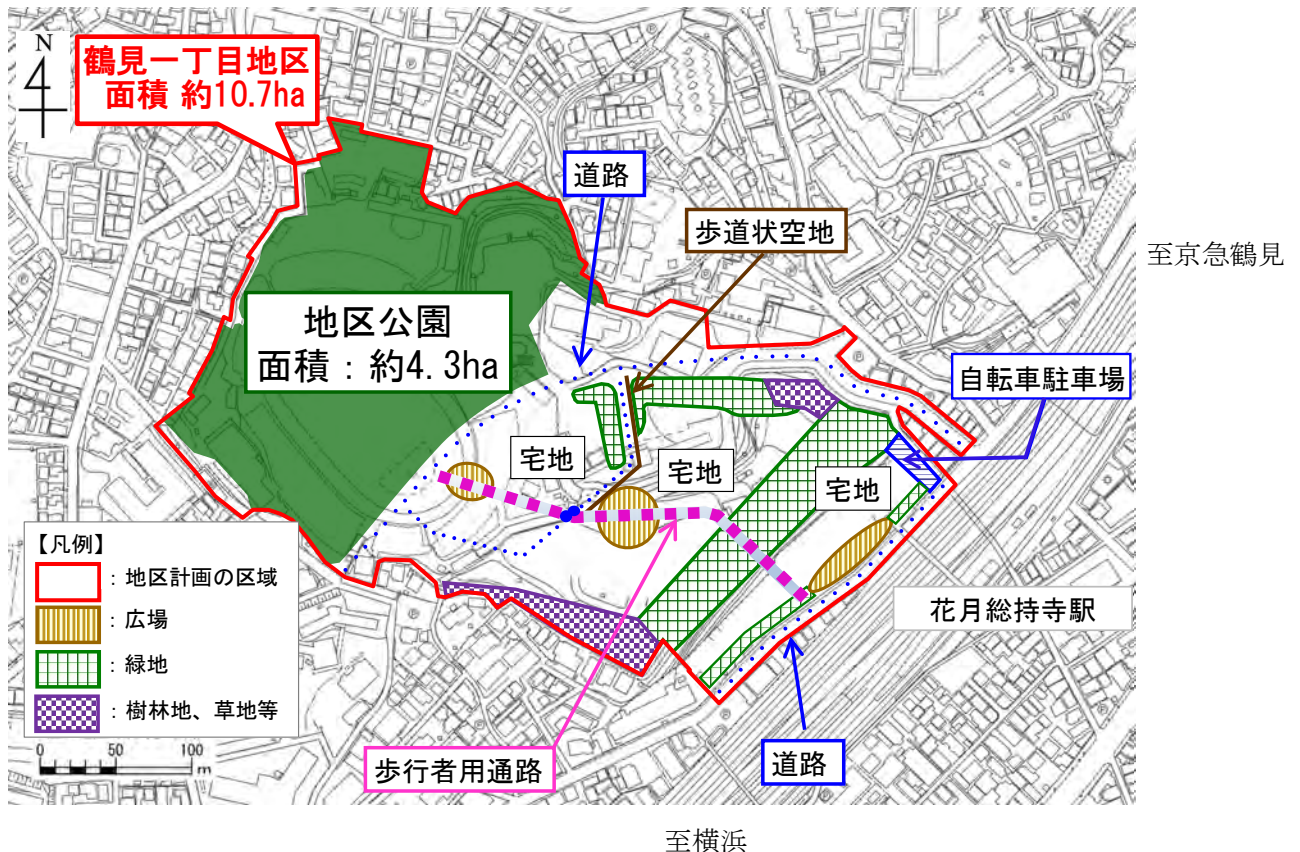 N
鶴見一丁目地区
面積 約10.7ha
道路
歩道状空地
至京急鶴見
地区公園
面積：約4.3ha
自転車駐車場
宅地
宅地
宅地
【凡例】
：地区計画の区域
：広場
：緑地
：樹林地、草地等
0 50 100
m
花月総持寺駅
歩行者用通路
道路
至横浜